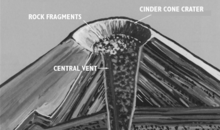 CINDER CONE CRATER
ROCK FRAGMENTS
CENTRAL VENT